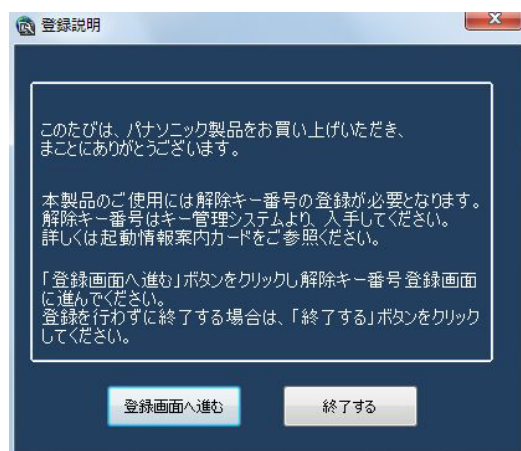 登録説明
このたびは、パナソニック製品をお買い上げいただき、
まことにありがとうございます。
本製品のご使用には解除キー番号の登録が必要となります。
解除キー番号はキー管理システムより、入手してください。
詳しくは起動情報案内カードをご参照ください。
「登録画面へ進む」ボタンをクリックし解除キー番号登録画面
に進んでください。
登録を行わずに終了する場合は、「終了する」ボタンをクリック
してください。
登録画面へ進む
終了する